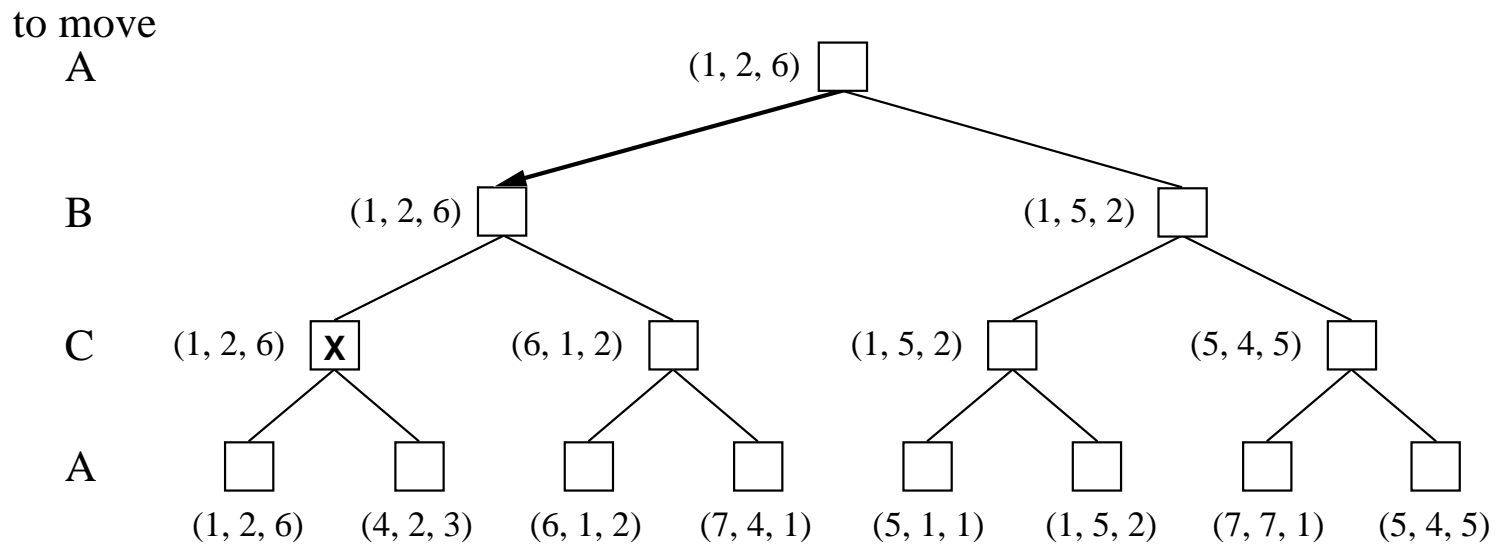 to move
A (1, 2, 6)
B (1, 2, 6) (1, 5, 2)
C (1, 2, 6) X (6, 1, 2) (1, 5, 2) (5, 4, 5)
A
(1, 2, 6) (4, 2, 3) (6, 1, 2) (7, 4, 1) (5, 1, 1) (1, 5, 2) (7, 7, 1) (5, 4, 5)